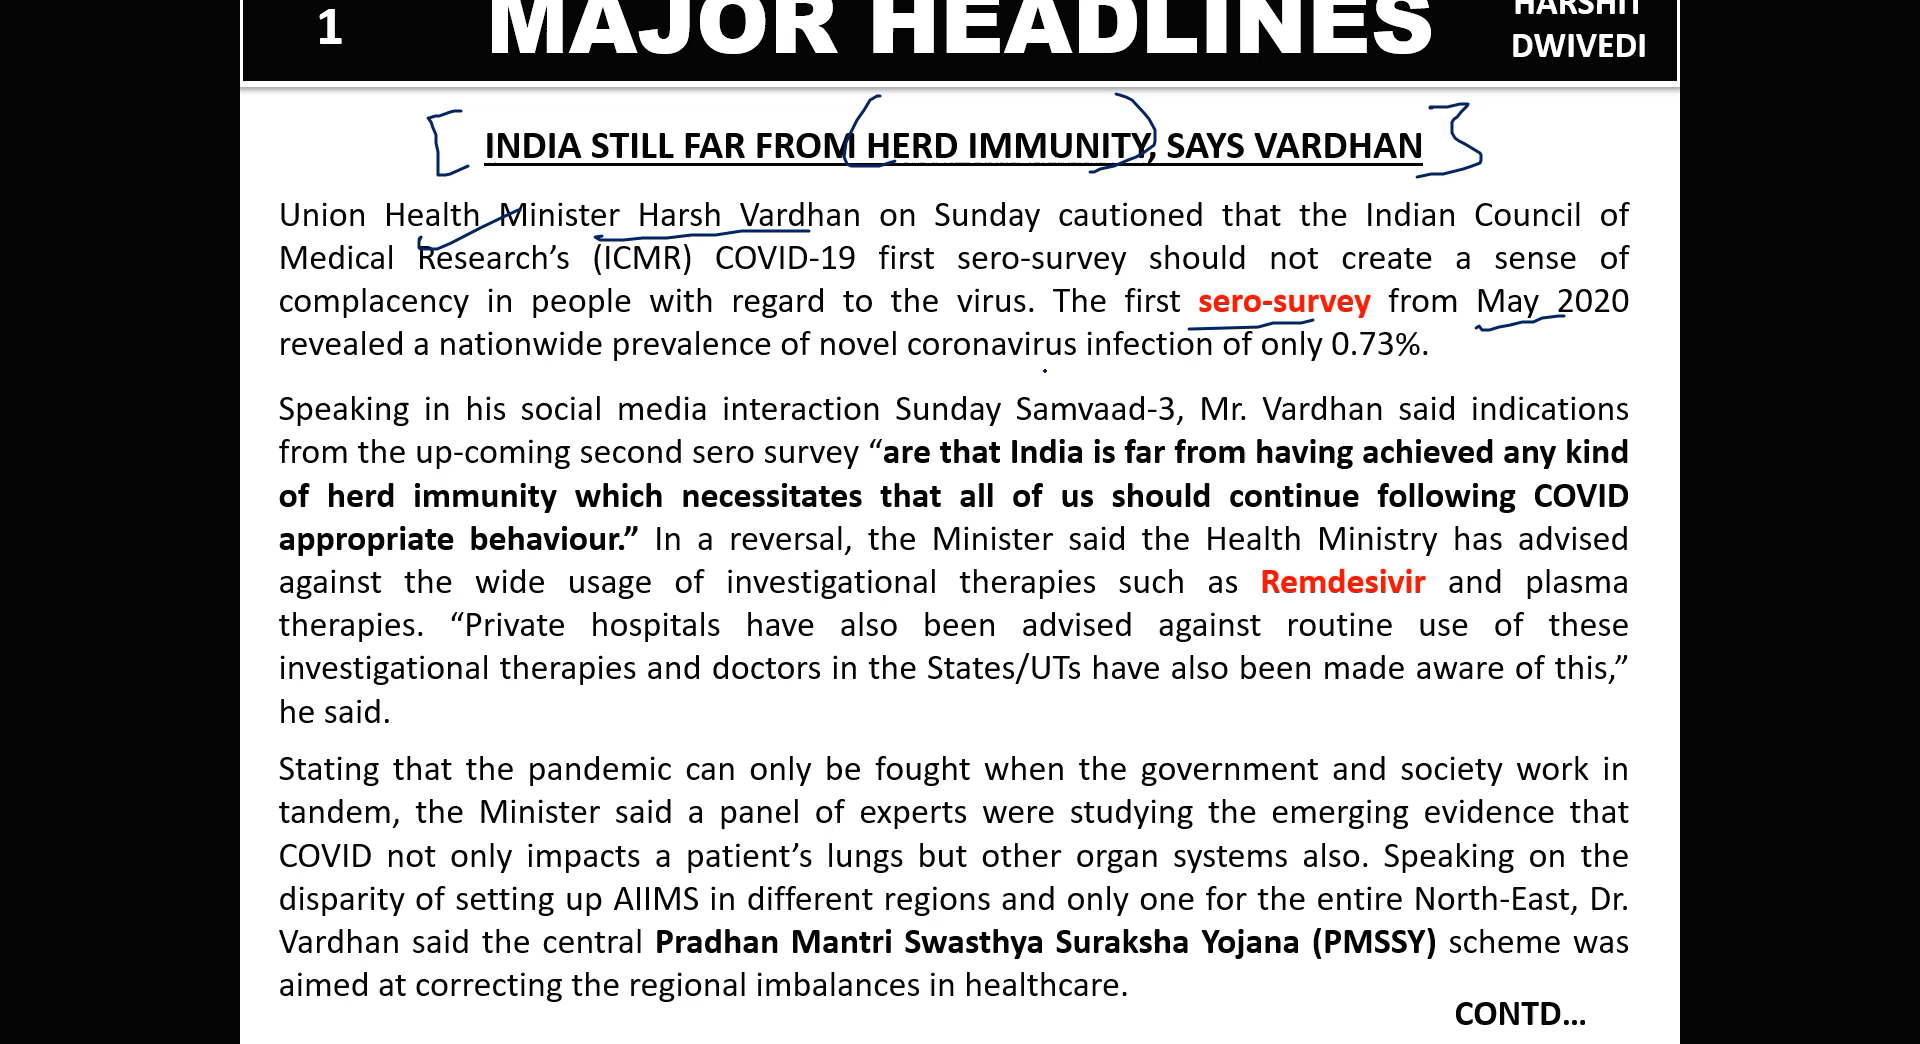 1
MAJOR HEADLINES
HARSHIT
DWIVEDI
INDIA STILL FAR FROM HERD IMMUNITY, SAYS VARDHAN
Union Health Minister Harsh Vardhan on Sunday cautioned that the Indian Council of
Medical Research’s (ICMR) COVID-19 first sero-survey should not create a sense of
complacency in people with regard to the virus. The first sero-survey from May 2020
revealed a nationwide prevalence of novel coronavirus infection of only 0.73%.
Speaking in his social media interaction Sunday Samvaad-3, Mr. Vardhan said indications
from the up-coming second sero survey “are that India is far from having achieved any kind
of herd immunity which necessitates that all of us should continue following COVID
appropriate behaviour.” In a reversal, the Minister said the Health Ministry has advised
against the wide usage of investigational therapies such as Remdesivir and plasma
therapies. “Private hospitals have also been advised against routine use of these
investigational therapies and doctors in the States/UTs have also been made aware of this,”
he said.
Stating that the pandemic can only be fought when the government and society work in
tandem, the Minister said a panel of experts were studying the emerging evidence that
COVID not only impacts a patient’s lungs but other organ systems also. Speaking on the
disparity of setting up AIIMS in different regions and only one for the entire North-East, Dr.
Vardhan said the central Pradhan Mantri Swasthya Suraksha Yojana (PMSSY) scheme was
aimed at correcting the regional imbalances in healthcare.
CONTD...